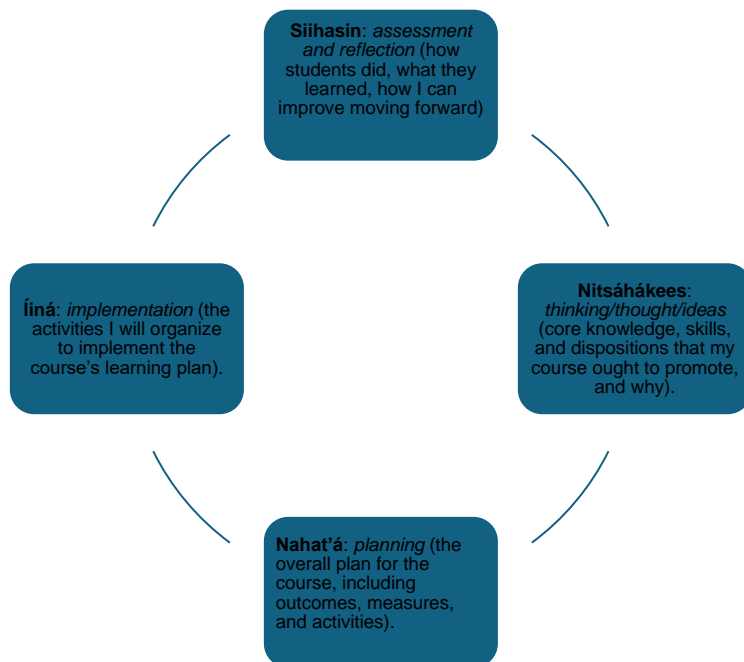 Siihasin: assessment
and reflection (how
students did, what they
learned, how I can
improve moving forward)
Nitsáhákees:
thinking/thought/ideas
(core knowledge, skills,
and dispositions that my
course ought to promote,
and why).
Nahat’á: planning (the
overall plan for the
course, including
outcomes, measures,
and activities).
Íiná: implementation (the
activities I will organize
to implement the
course’s learning plan).